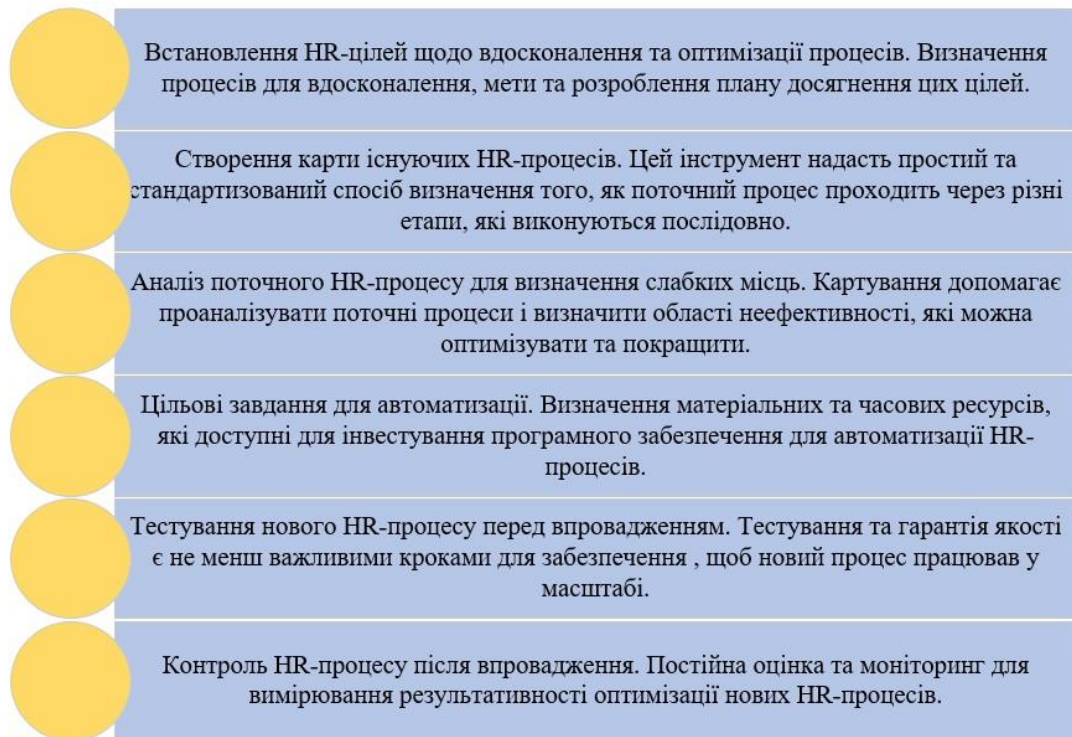 Встановлення HR-цілей щодо вдосконалення та оптимізації процесів. Визначення
процесів для вдосконалення, мети та розроблення плану досягнення цих цілей.
Створення карти існуючих HR-процесів. Цей інструмент надасть простий та
стандартизований спосіб визначення того, як поточний процес проходить через різні
етапи, які виконуються послідовно.
Аналіз поточного HR-процесу для визначення слабких місць. Картування допомагає
проаналізувати поточні процеси і визначити області неефективності, які можна
оптимізувати та покращити.
Цільові завдання для автоматизації. Визначення матеріальних та часових ресурсів,
які доступні для інвестування програмного забезпечення для автоматизації HR-
процесів.
Тестування нового HR-процесу перед впровадженням. Тестування та гарантія якості
є не менш важливими кроками для забезпечення , щоб новий процес працював у
масштабі.
Контроль HR-процесу після впровадження. Постійна оцінка та моніторинг для
вимірювання результативності оптимізації нових HR-процесів.